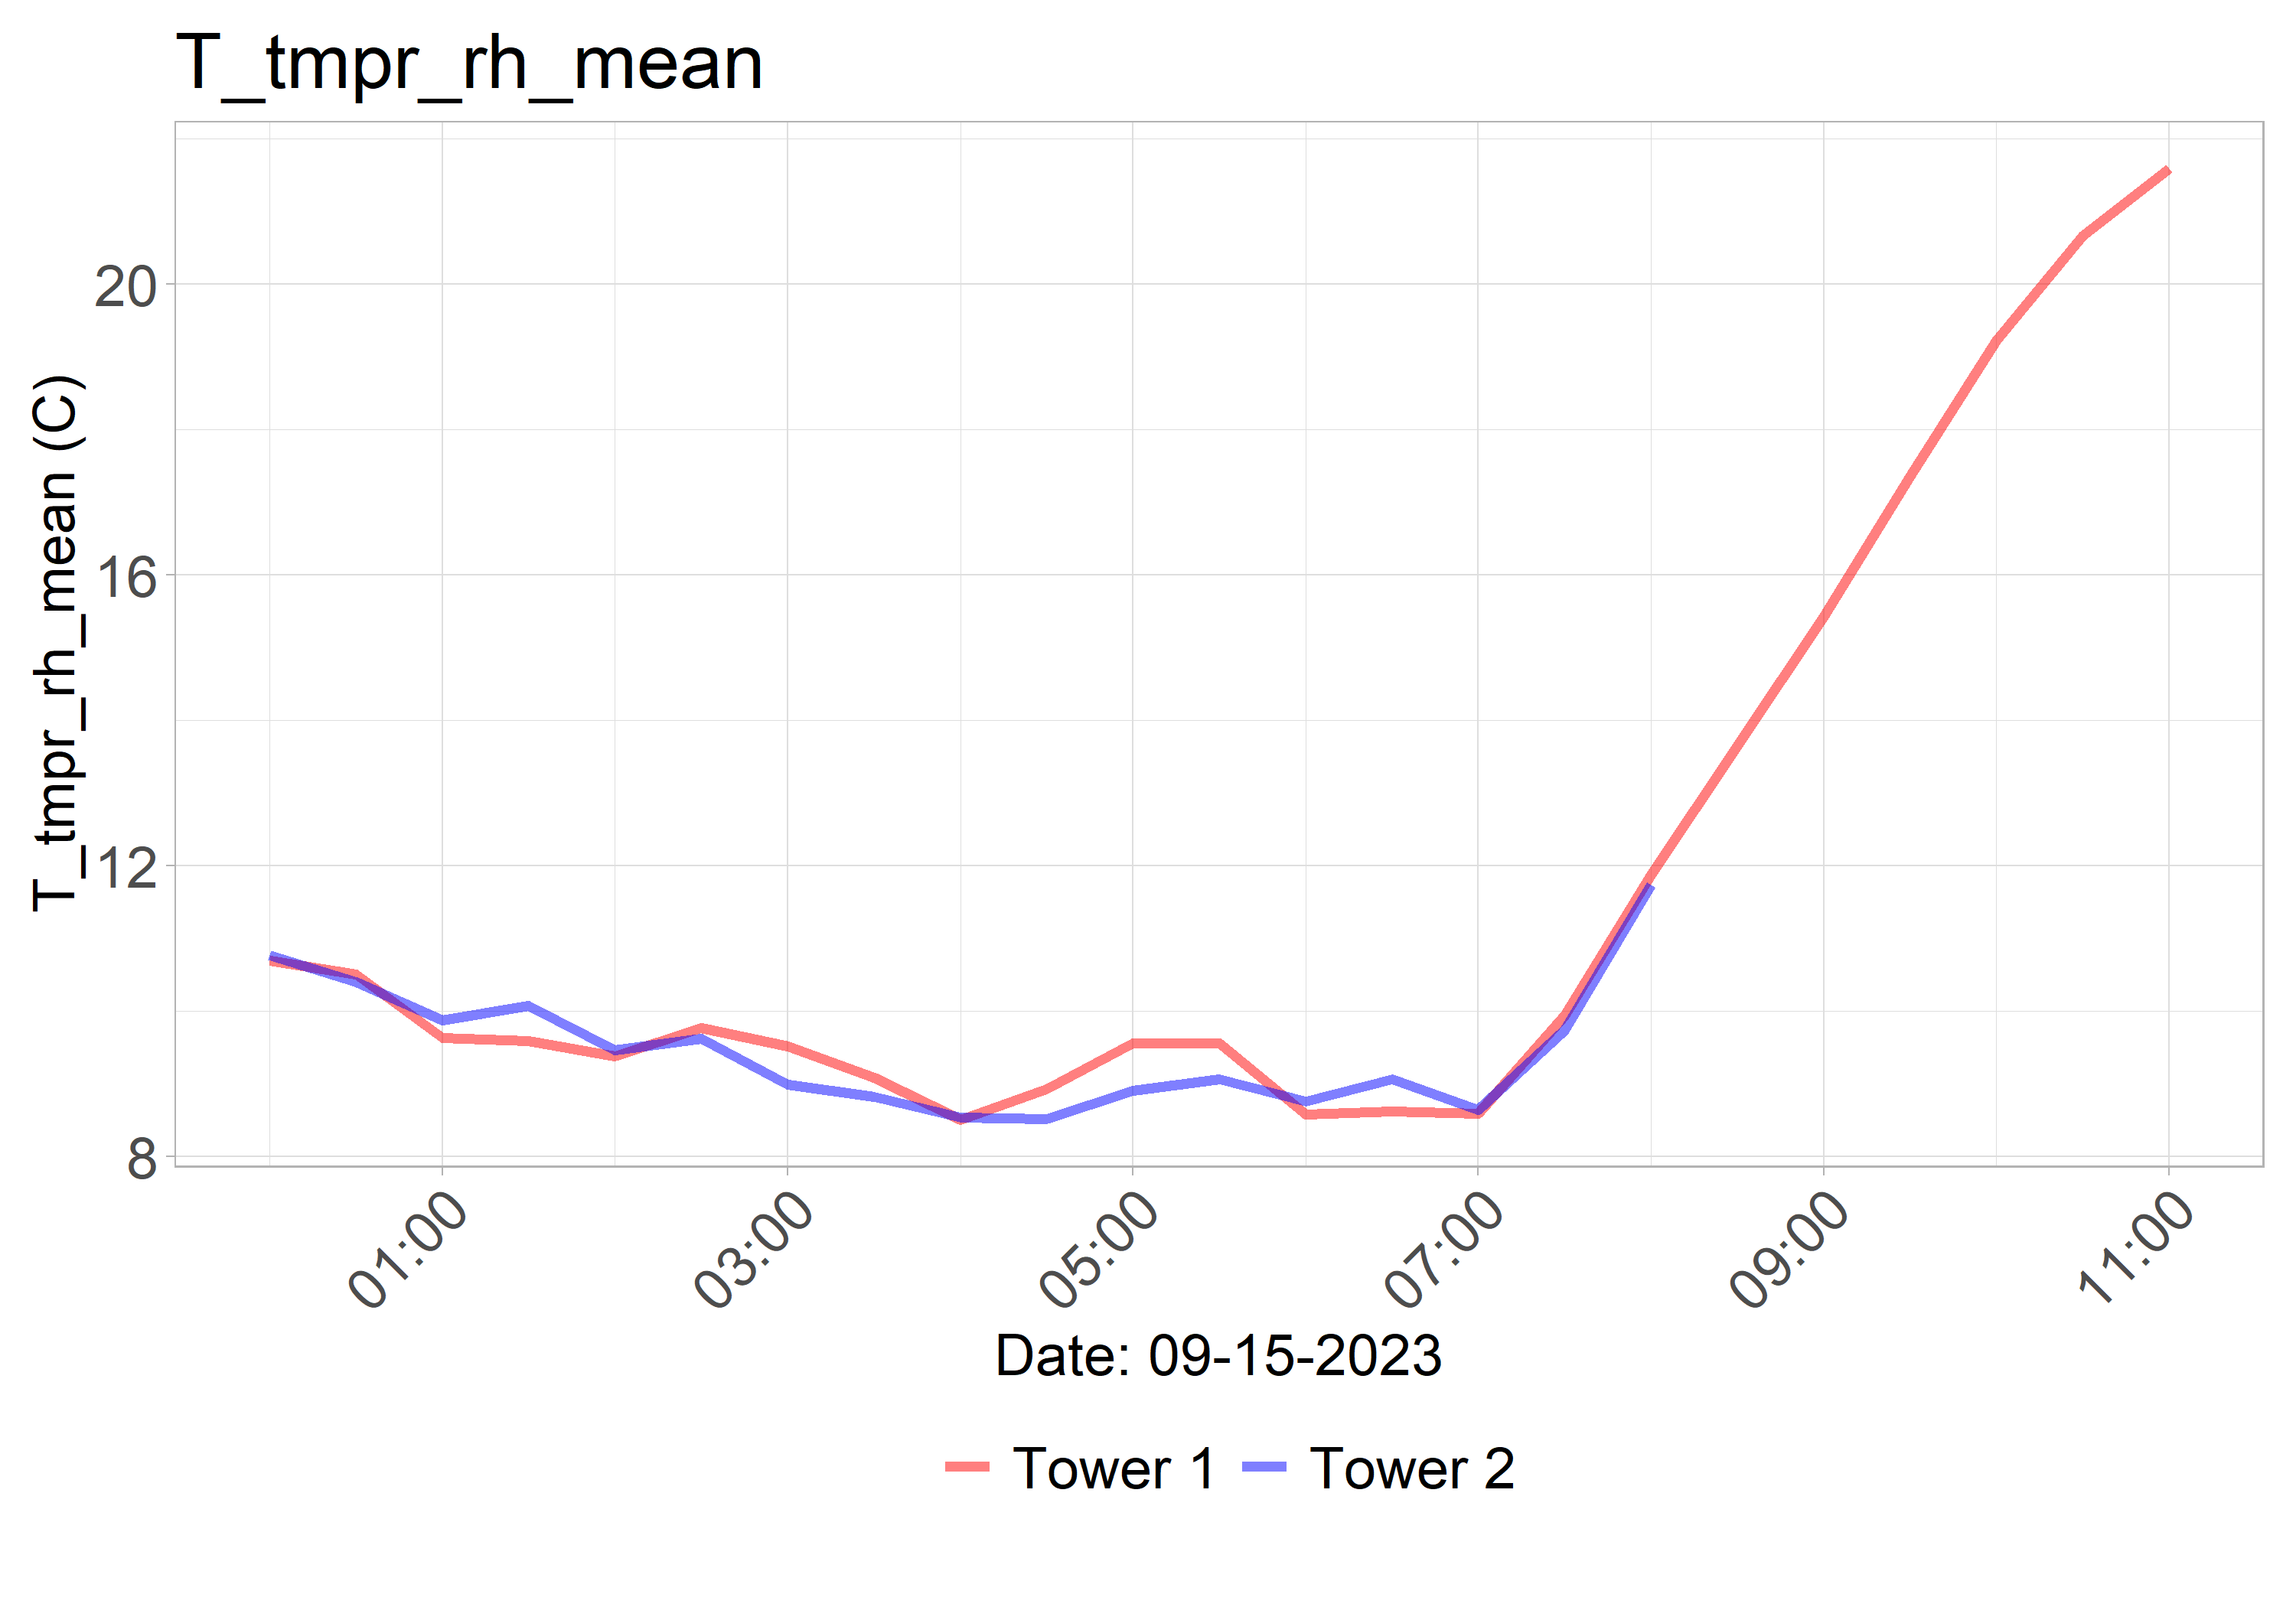 T_tmpr_rh_mean
T_tmpr_rh_mean (C)
20
16
12
8
01:00
03:00
05:00
07:00
09:00
11:00
Date: 09-15-2023
Tower 1
Tower 2